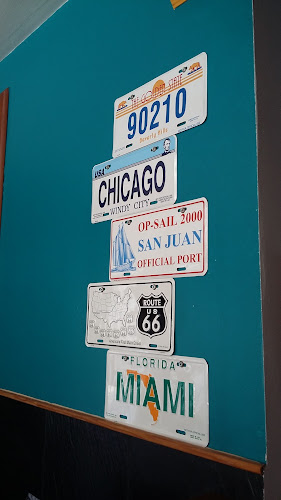 THE GOLDEN STATE
90210
Beverly Hills
USA
CHICAGO
WINDY CITY
OP-SAIL 2000
SAN JUAN
OFFICIAL PORT
ROUTE
US
66
FLORIDA
MIAMI